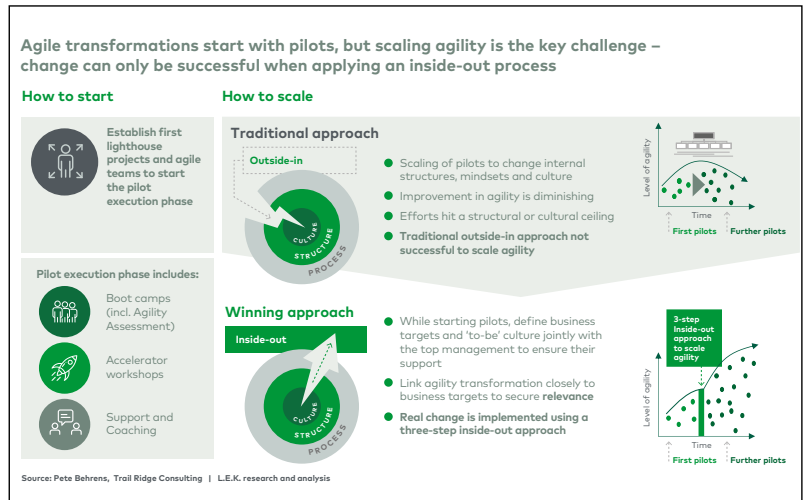 Agile transformations start with pilots, but scaling agility is the key challenge –
change can only be successful when applying an inside-out process
How to start
Establish first
lighthouse
projects and agile
teams to start
the pilot
execution phase
Pilot execution phase includes:
Boot camps
(incl. Agility
Assessment)
Accelerator
workshops
Support and
Coaching
How to scale
Traditional approach
Outside-in
CULTURE
STRUCTURE
PROCESS
Scaling of pilots to change internal
structures, mindsets and culture
Improvement in agility is diminishing
Efforts hit a structural or cultural ceiling
Traditional outside-in approach not
successful to scale agility
Level of agility
Time
First pilots
Further pilots
Winning approach
Inside-out
CULTURE
STRUCTURE
PROCESS
While starting pilots, define business
targets and ‘to-be’ culture jointly with
the top management to ensure their
support
Link agility transformation closely to
business targets to secure relevance
Real change is implemented using a
three-step inside-out approach
3-step
Inside-out
approach
to scale
agility
Level of agility
Time
First pilots
Further pilots
Source: Pete Behrens, Trail Ridge Consulting | L.E.K. research and analysis